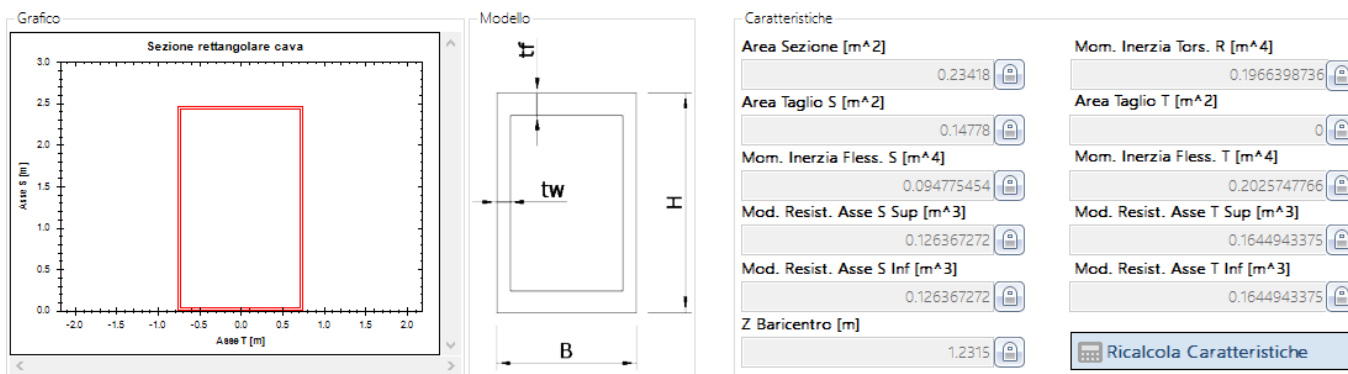 Grafico
Sezione rettangolare cava
3.0
2.5
2.0
1.5
1.0
0.5
0.0
Asse S [m]
-2.0 -1.5 -1.0 -0.5 0.0 0.5 1.0 1.5 2.0
Asse T [m]
Modello
tf
tw
H
B
Caratteristiche
Area Sezione [m^2] Mom. Inerzia Tors. R [m^4]
0.23418 0.1966398736
Area Taglio S [m^2] Area Taglio T [m^2]
0.14778 0
Mom. Inerzia Fless. S [m^4] Mom. Inerzia Fless. T [m^4]
0.094775454 0.2025747766
Mod. Resist. Asse S Sup [m^3] Mod. Resist. Asse T Sup [m^3]
0.126367272 0.1644943375
Mod. Resist. Asse S Inf [m^3] Mod. Resist. Asse T Inf [m^3]
0.126367272 0.1644943375
Z Baricentro [m]
1.2315 Ricalcola Caratteristiche